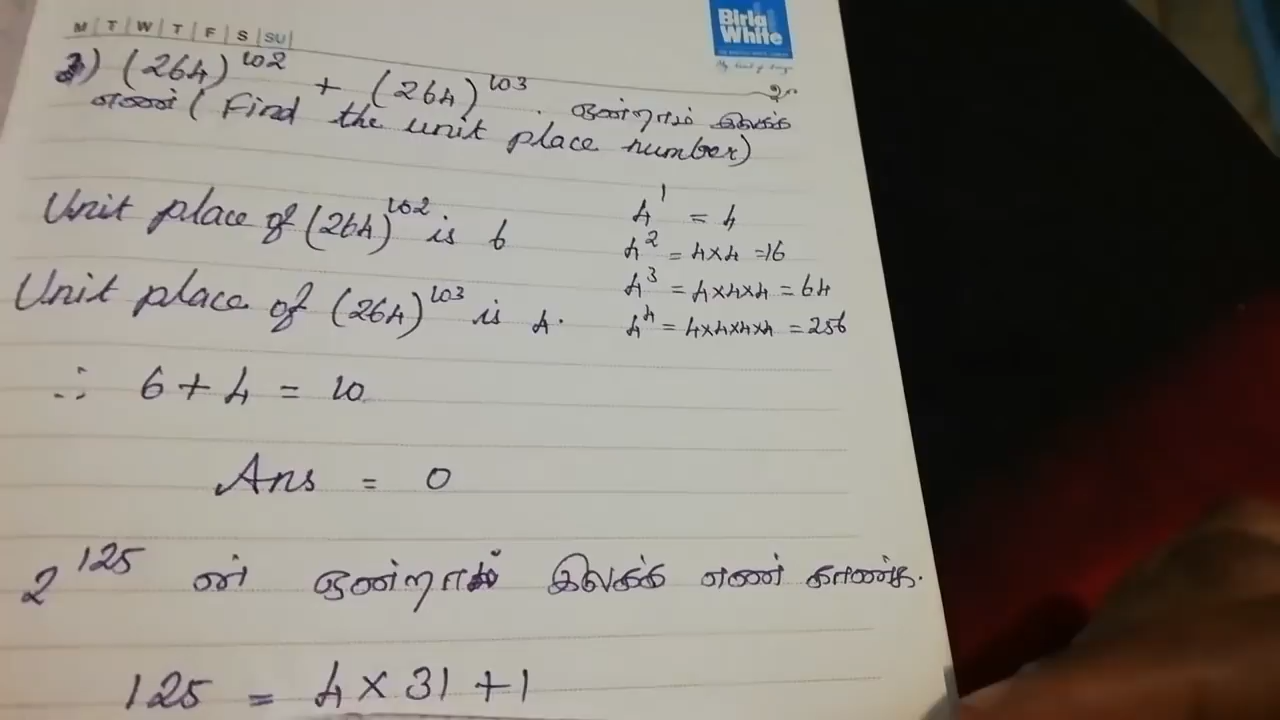 M T W T F S SU
Birla
White
3) (264)^102 + (264)^103 . ஒன்றாம் இலக்க
எண் ( Find the unit place number)
Unit place of (264)^102 is 6
4^1 = 4
4^2 = 4×4 =16
Unit place of (264)^103 is 4.
4^3 = 4×4×4 = 64
4^4 = 4×4×4×4 = 256
∴ 6 + 4 = 10
Ans = 0
2^125 ன் ஒன்றாம் இலக்க எண் காண்க.
125 = 4 × 31 + 1